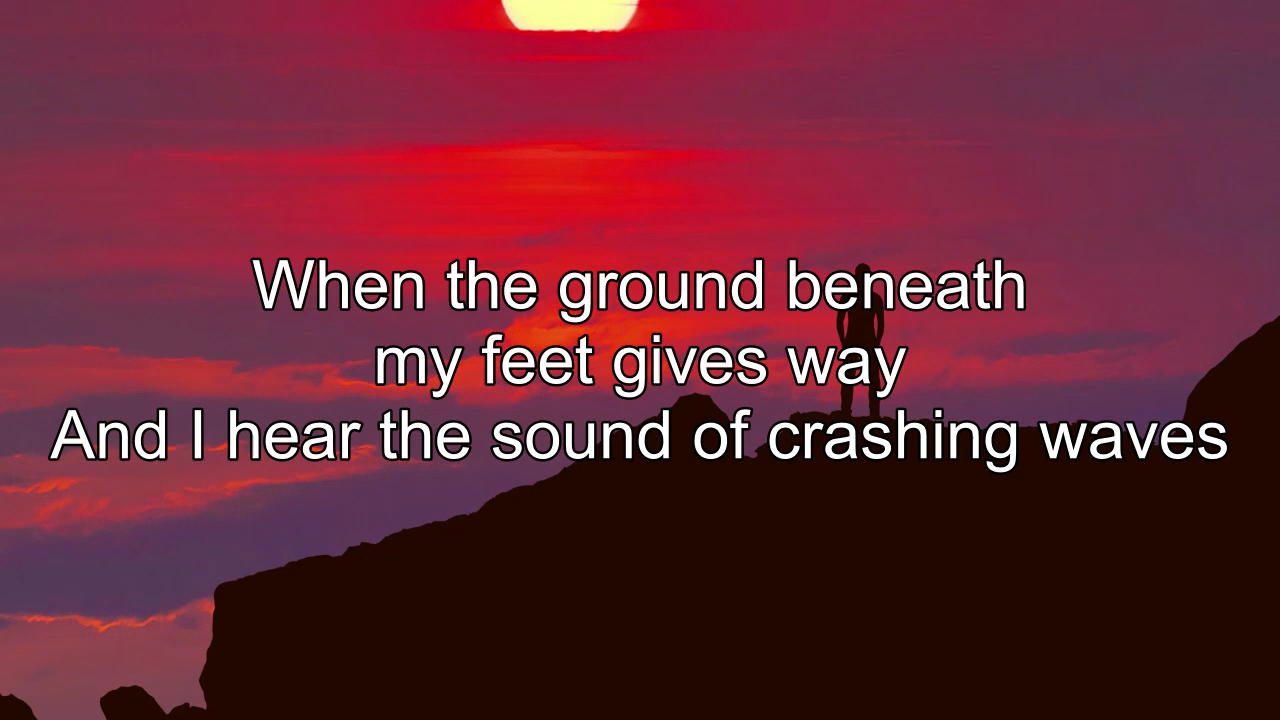 When the ground beneath
my feet gives way
And I hear the sound of crashing waves